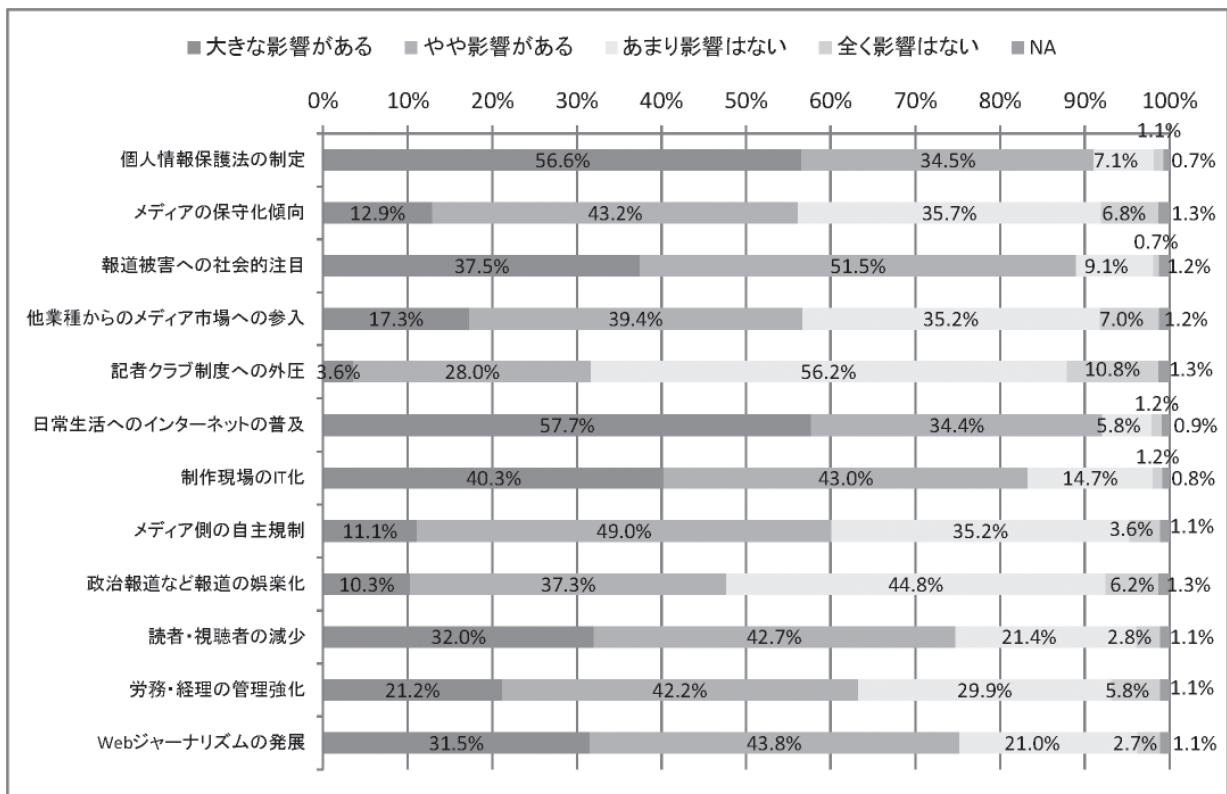 ■大きな影響がある ■やや影響がある ■あまり影響はない ■全く影響はない ■NA
0% 10% 20% 30% 40% 50% 60% 70% 80% 90% 100%
個人情報保護法の制定 56.6% 34.5% 7.1% 1.1% 0.7%
メディアの保守化傾向 12.9% 43.2% 35.7% 6.8% 1.3%
報道被害への社会的注目 37.5% 51.5% 9.1% 0.7% 1.2%
他業種からのメディア市場への参入 17.3% 39.4% 35.2% 7.0% 1.2%
記者クラブ制度への外圧 3.6% 28.0% 56.2% 10.8% 1.3%
日常生活へのインターネットの普及 57.7% 34.4% 5.8% 1.2% 0.9%
制作現場のIT化 40.3% 43.0% 14.7% 1.2% 0.8%
メディア側の自主規制 11.1% 49.0% 35.2% 3.6% 1.1%
政治報道など報道の娯楽化 10.3% 37.3% 44.8% 6.2% 1.3%
読者・視聴者の減少 32.0% 42.7% 21.4% 2.8% 1.1%
労務・経理の管理強化 21.2% 42.2% 29.9% 5.8% 1.1%
Webジャーナリズムの発展 31.5% 43.8% 21.0% 2.7% 1.1%